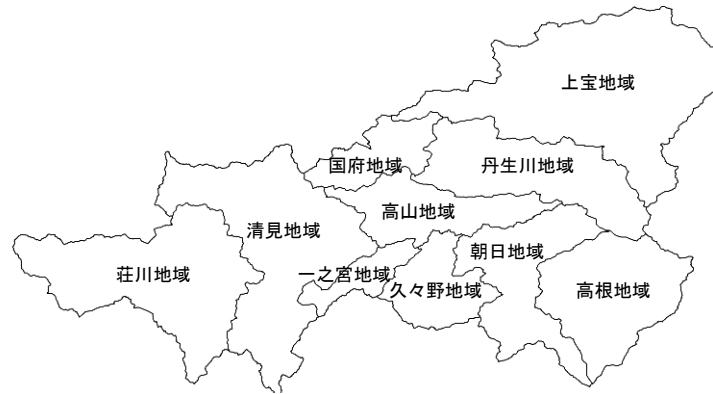 上宝地域
国府地域
丹生川地域
高山地域
清見地域
朝日地域
荘川地域
一之宮地域
久々野地域
高根地域